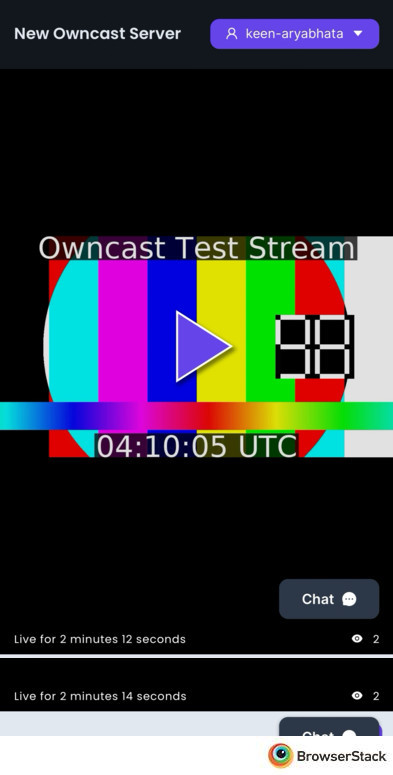 New Owncast Server
keen-aryabhata
Owncast Test Stream
04:10:05 UTC
Chat
Live for 2 minutes 12 seconds
2
Live for 2 minutes 14 seconds
2
Chat
BrowserStack